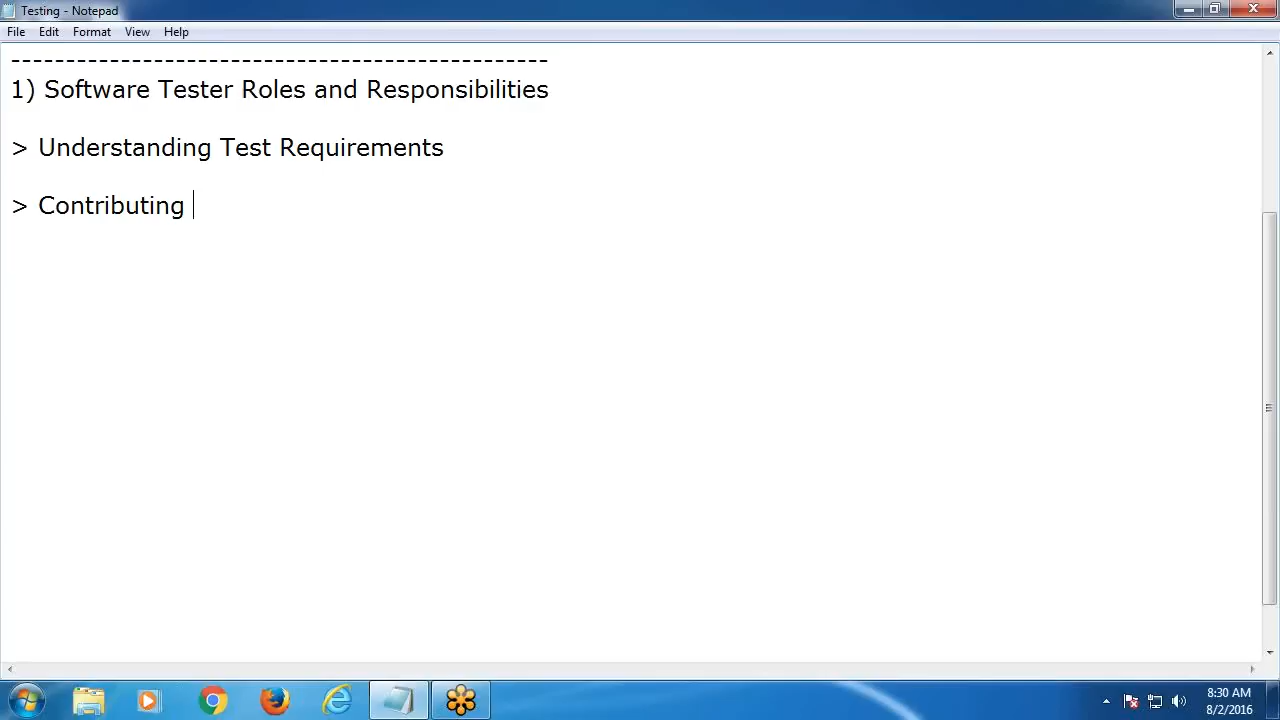 Testing - Notepad
File Edit Format View Help
-------------------------------------------------
1) Software Tester Roles and Responsibilities
> Understanding Test Requirements
> Contributing
8:30 AM
8/2/2016